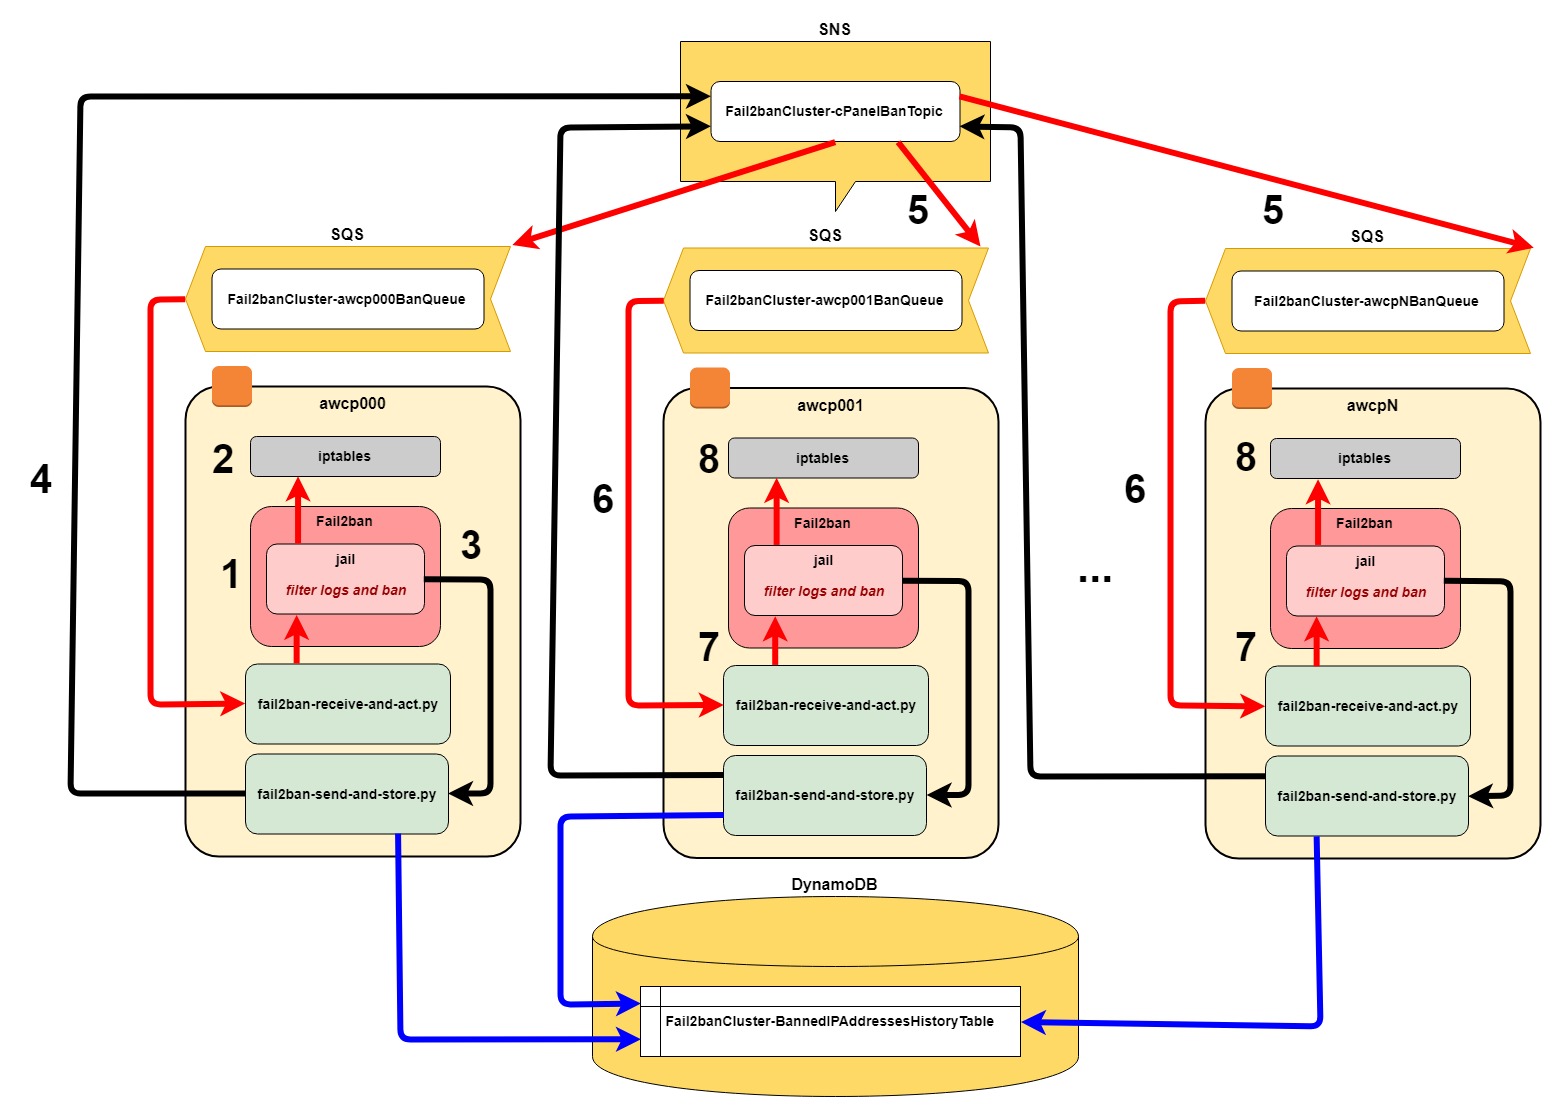 SNS
Fail2banCluster-cPanelBanTopic
5
5
SQS
SQS
SQS
Fail2banCluster-awcp000BanQueue
Fail2banCluster-awcp001BanQueue
Fail2banCluster-awcpNBanQueue
awcp000
awcp001
awcpN
4
2
iptables
6
8
iptables
6
8
iptables
1
Fail2ban
jail
filter logs and ban
3
Fail2ban
jail
filter logs and ban
...
Fail2ban
jail
filter logs and ban
7
7
fail2ban-receive-and-act.py
fail2ban-receive-and-act.py
fail2ban-receive-and-act.py
fail2ban-send-and-store.py
fail2ban-send-and-store.py
fail2ban-send-and-store.py
DynamoDB
Fail2banCluster-BannedIPAddressesHistoryTable